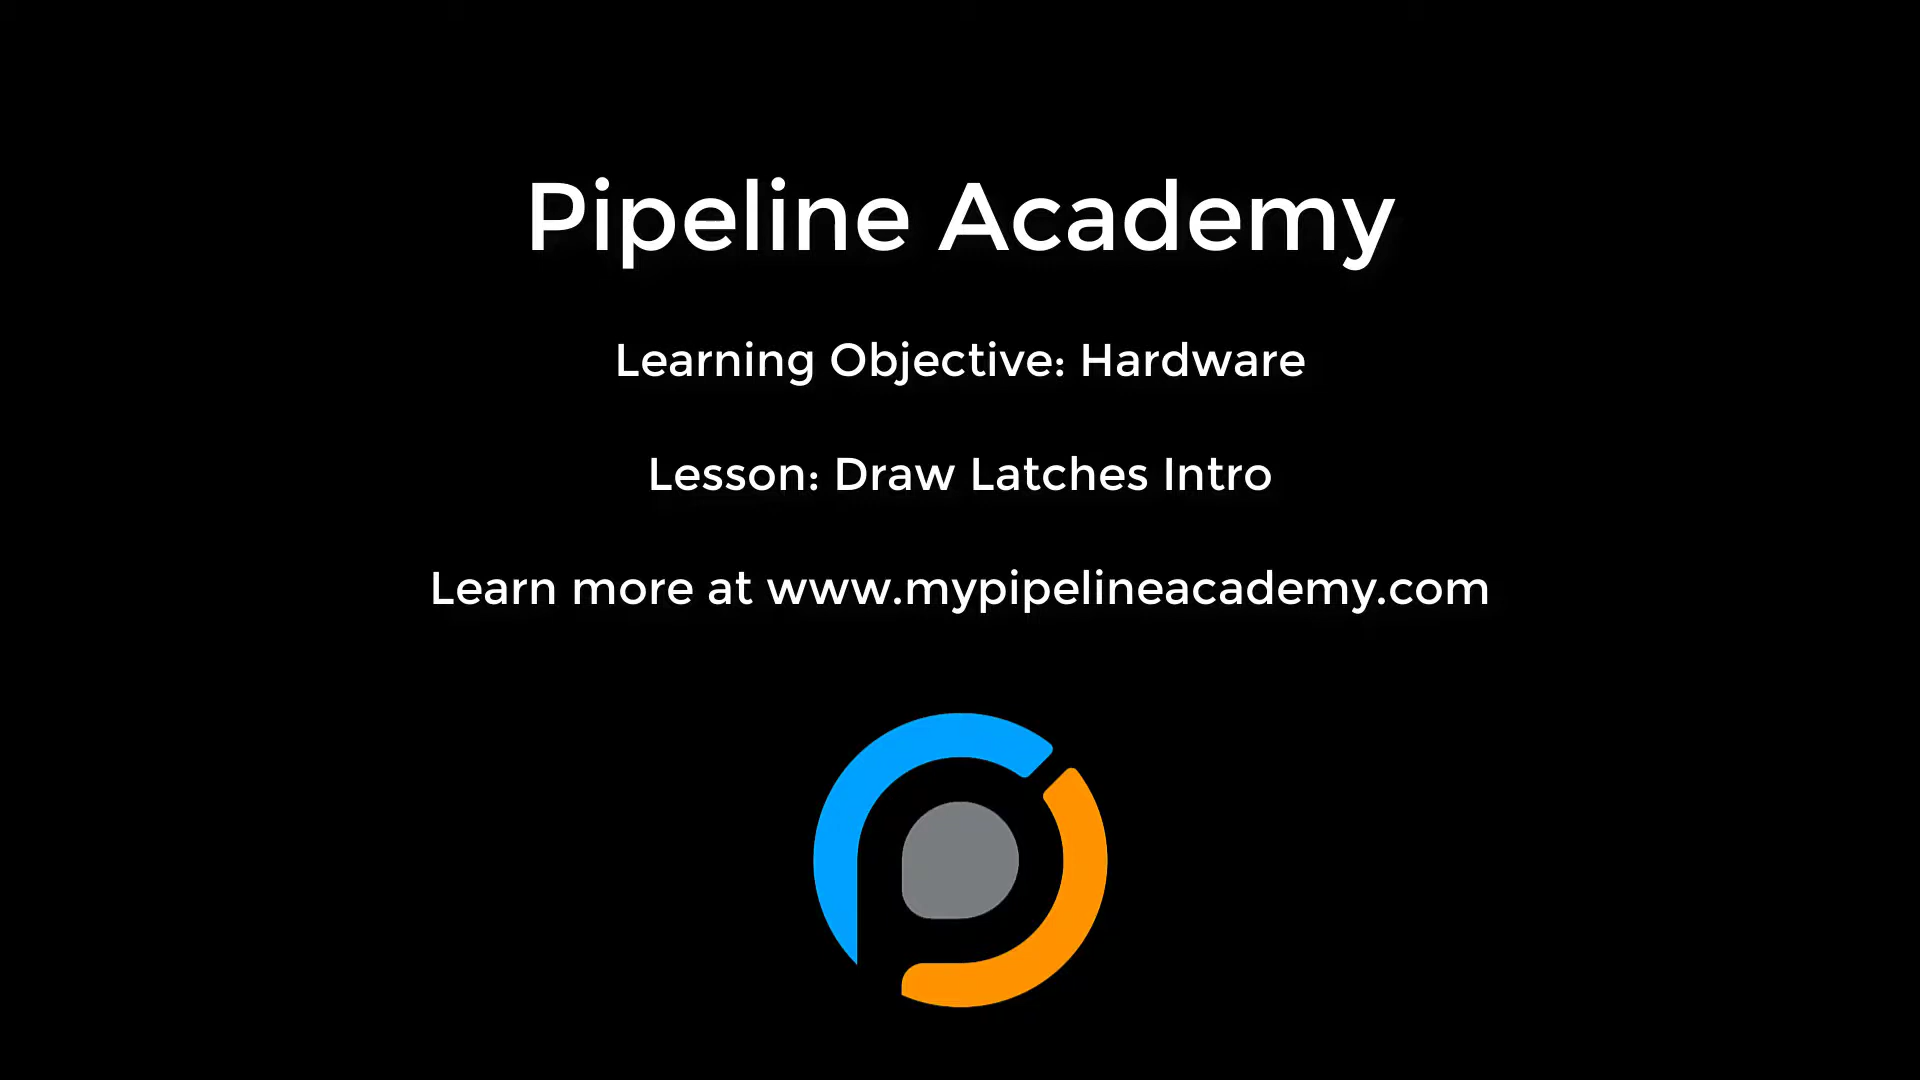 Pipeline Academy
Learning Objective: Hardware
Lesson: Draw Latches Intro
Learn more at www.mypipelineacademy.com